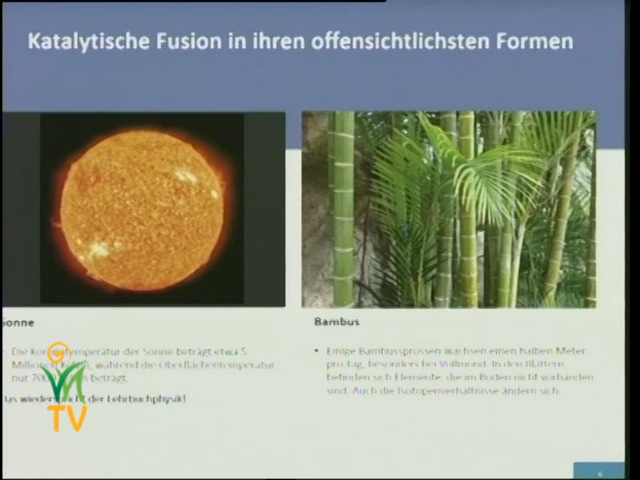 Katalytische Fusion in ihren offensichtlichsten Formen
Sonne
Die Kerntemperatur der Sonne beträgt etwa 5
Millionen während die Oberflächentemperatur
nur beträgt.
Das widerspricht der Lehrbuchphysik!
Bambus
• Einige Bambussprossen wachsen einen halben Meter
pro Tag, besonders bei Vollmond. In den Blättern
befinden sich Elemente, die im Boden nicht vorhanden
sind. Auch die Isotopenverhältnisse ändern sich.
TV